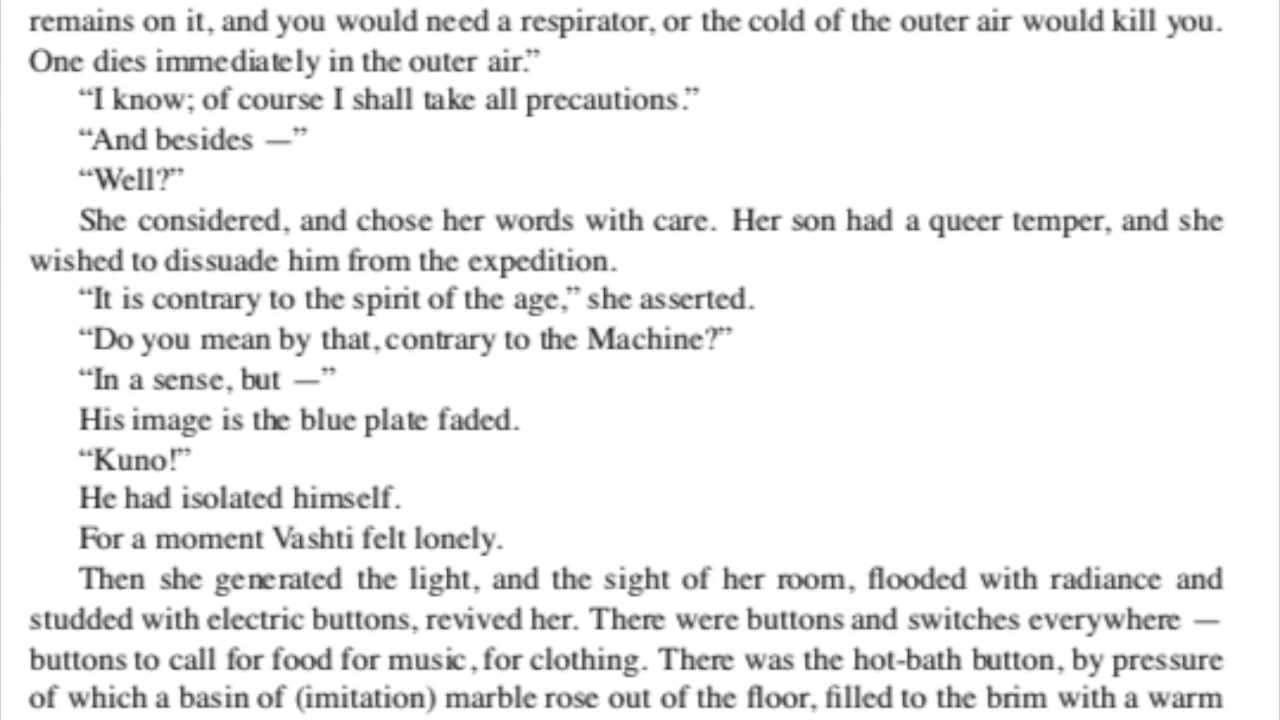 remains on it, and you would need a respirator, or the cold of the outer air would kill you.
One dies immediately in the outer air.”
“I know; of course I shall take all precautions.”
“And besides —”
“Well?”
She considered, and chose her words with care. Her son had a queer temper, and she
wished to dissuade him from the expedition.
“It is contrary to the spirit of the age,” she asserted.
“Do you mean by that, contrary to the Machine?”
“In a sense, but —”
His image is the blue plate faded.
“Kuno!”
He had isolated himself.
For a moment Vashti felt lonely.
Then she generated the light, and the sight of her room, flooded with radiance and
studded with electric buttons, revived her. There were buttons and switches everywhere —
buttons to call for food for music, for clothing. There was the hot-bath button, by pressure
of which a basin of (imitation) marble rose out of the floor, filled to the brim with a warm